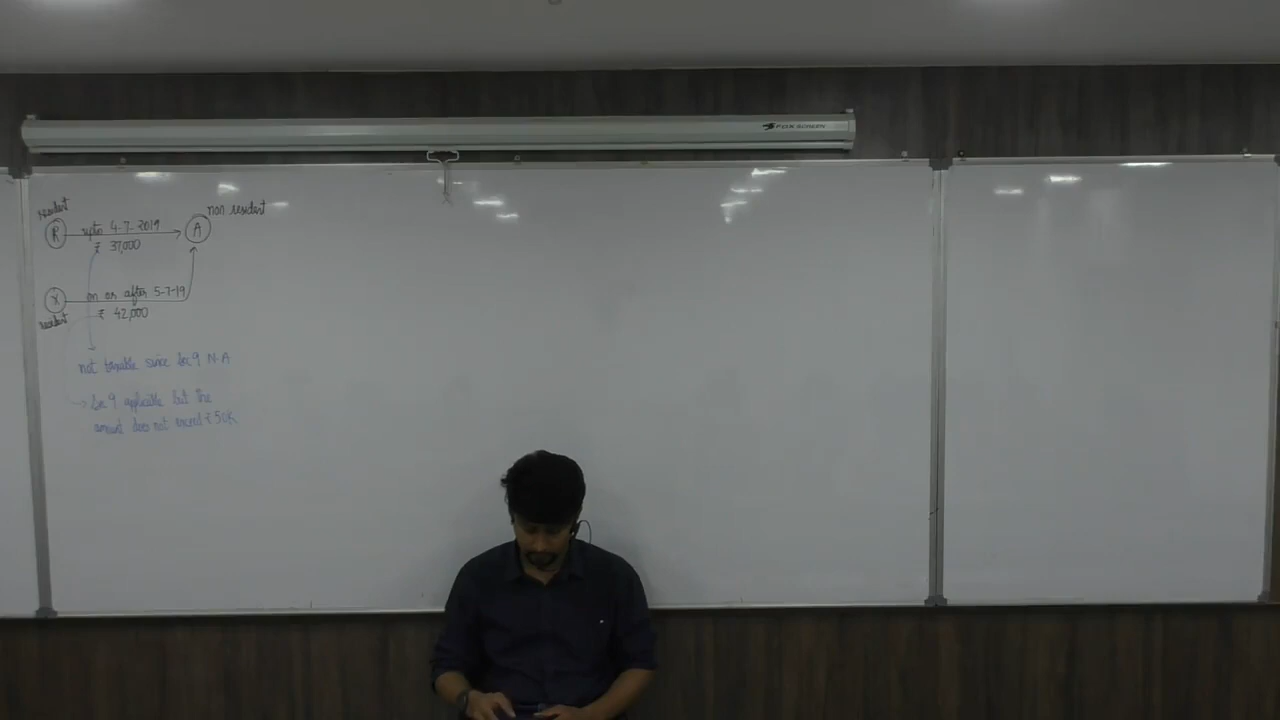 resident
non resident
R upto 4-7-2019 A
₹ 37,000
X on or after 5-7-19
₹ 42,000
resident
not taxable since Sec 9 N.A
→ Sec 9 applicable but the
amount does not exceed ₹ 50K